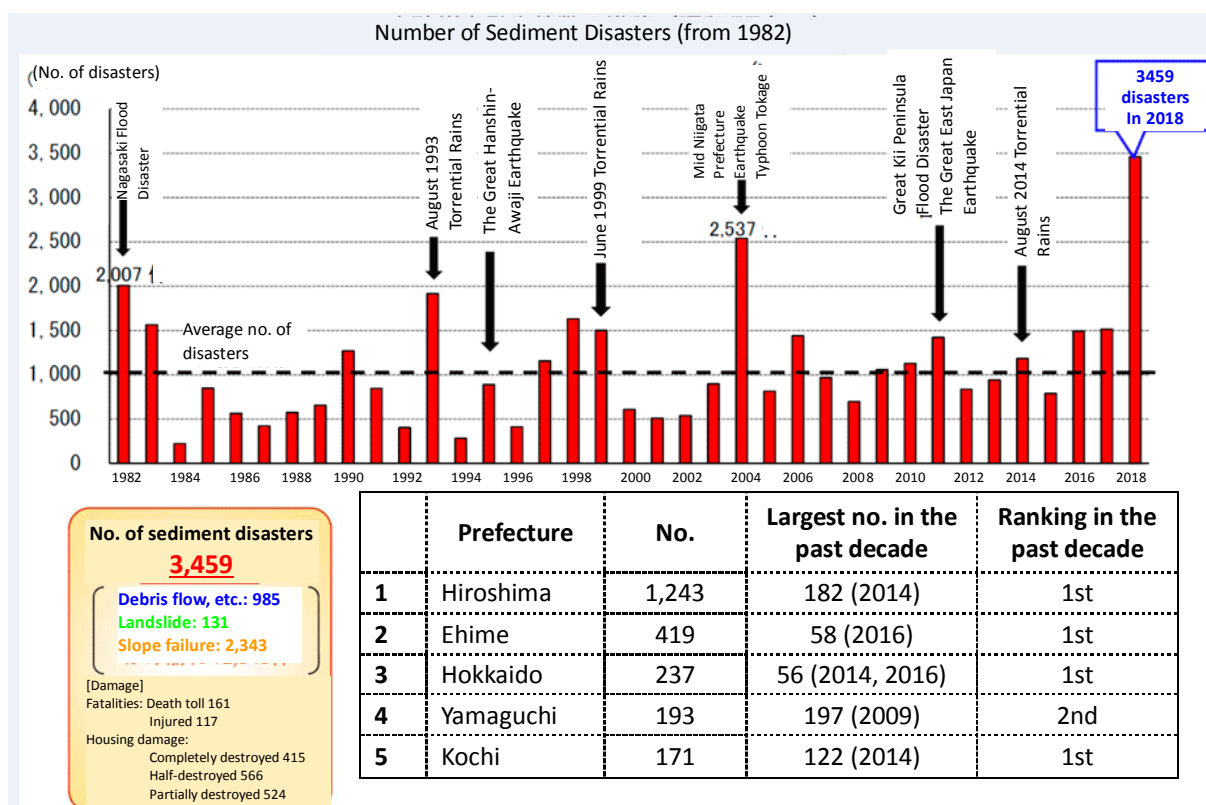 Number of Sediment Disasters (from 1982)
(No. of disasters)
4,000
3,500
3,000
2,500
2,000
1,500
1,000
500
0
Nagasaki Flood
Disaster
August 1993
Torrential Rains
The Great Hanshin-
Awaji Earthquake
June 1999 Torrential Rains
Mid Niigata
Prefecture
Earthquake
Typhoon Tokage
Great Kii Peninsula
Flood Disaster
The Great East Japan
Earthquake
August 2014 Torrential
Rains
3459
disasters
In 2018
2,007
2,537
Average no. of
disasters
1982 1984 1986 1988 1990 1992 1994 1996 1998 2000 2002 2004 2006 2008 2010 2012 2014 2016 2018
No. of sediment disasters
3,459
Debris flow, etc.: 985
Landslide: 131
Slope failure: 2,343
[Damage]
Fatalities: Death toll 161
Injured 117
Housing damage:
Completely destroyed 415
Half-destroyed 566
Partially destroyed 524
Prefecture No. Largest no. in the past decade Ranking in the past decade
1 Hiroshima 1,243 182 (2014) 1st
2 Ehime 419 58 (2016) 1st
3 Hokkaido 237 56 (2014, 2016) 1st
4 Yamaguchi 193 197 (2009) 2nd
5 Kochi 171 122 (2014) 1st